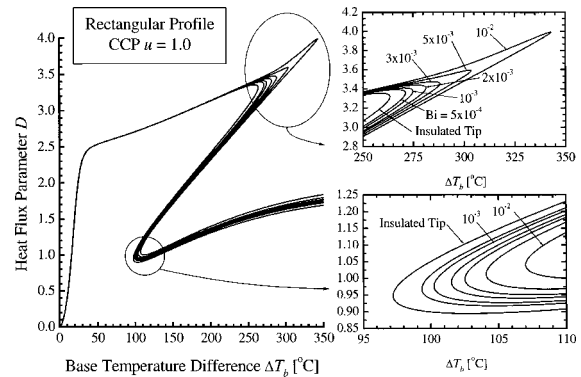 Rectangular Profile
CCP u = 1.0
Heat Flux Parameter D
4.0
3.5
3.0
2.5
2.0
1.5
1.0
0.5
0.0
0 50 100 150 200 250 300 350
Base Temperature Difference ΔT_b [°C]
4.2
4.0
3.8
3.6
3.4
3.2
3.0
2.8
10⁻²
5x10⁻³
3x10⁻³
2x10⁻³
10⁻³
Bi = 5x10⁻⁴
Insulated Tip
250 275 300 325 350
ΔT_b [°C]
1.25
1.20
1.15
1.10
1.05
1.00
0.95
0.90
0.85
Insulated Tip
10⁻³
10⁻²
95 100 105 110
ΔT_b [°C]